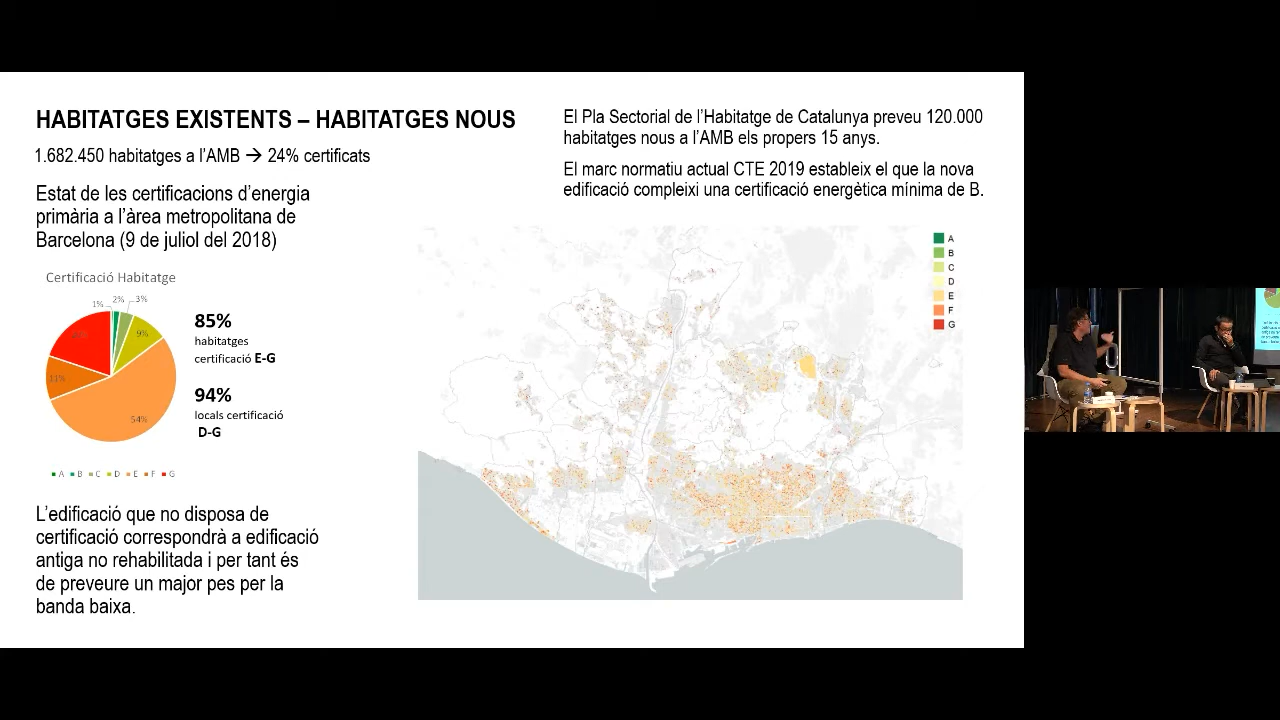 HABITATGES EXISTENTS – HABITATGES NOUS
1.682.450 habitatges a l’AMB → 24% certificats
Estat de les certificacions d’energia
primària a l’àrea metropolitana de
Barcelona (9 de juliol del 2018)
Certificació Habitatge
1%
2%
3%
9%
11%
54%
A B C D E F G
85%
habitatges
certificació E-G
94%
locals certificació
D-G
L’edificació que no disposa de
certificació correspondrà a edificació
antiga no rehabilitada i per tant és
de preveure un major pes per la
banda baixa.
El Pla Sectorial de l’Habitatge de Catalunya preveu 120.000
habitatges nous a l’AMB els propers 15 anys.
El marc normatiu actual CTE 2019 estableix el que la nova
edificació compleixi una certificació energètica mínima de B.
A
B
C
D
E
F
G